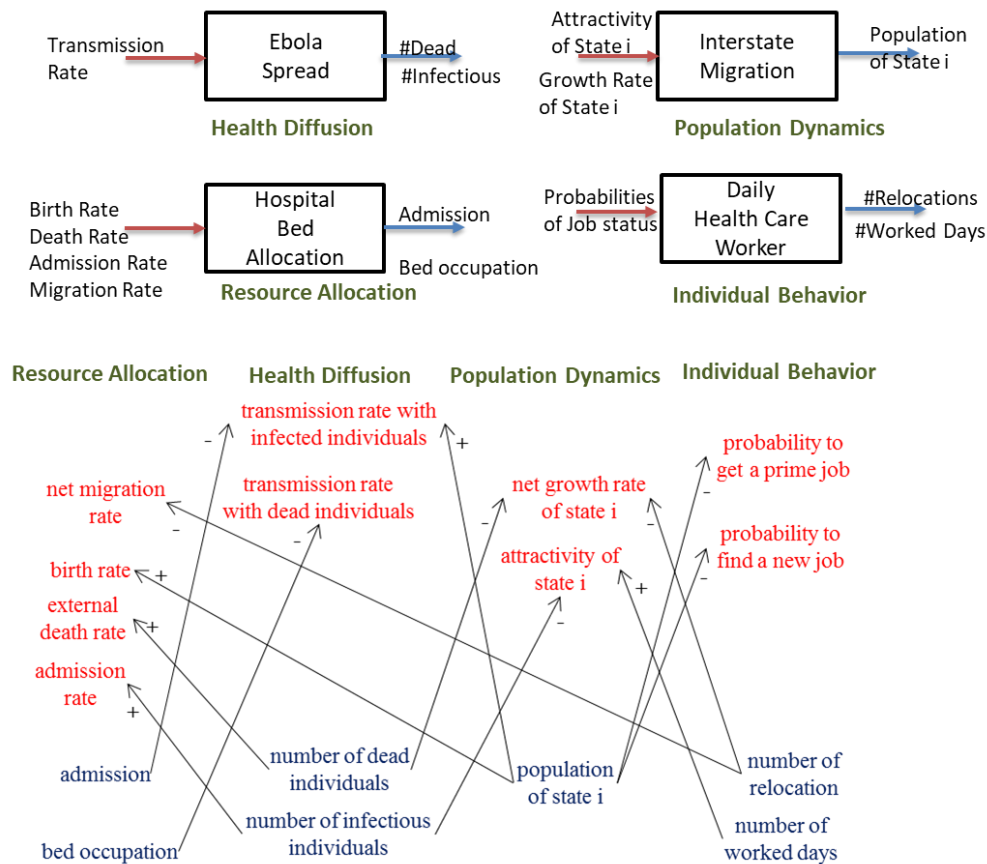 Transmission
Rate
Ebola
Spread
#Dead
#Infectious
Health Diffusion
Attractivity
of State i
Growth Rate
of State i
Interstate
Migration
Population
of State i
Population Dynamics
Birth Rate
Death Rate
Admission Rate
Migration Rate
Hospital
Bed
Allocation
Admission
Bed occupation
Resource Allocation
Probabilities
of Job status
Daily
Health Care
Worker
#Relocations
#Worked Days
Individual Behavior
Resource Allocation
Health Diffusion
Population Dynamics
Individual Behavior
transmission rate with
infected individuals
-
+
probability to
get a prime job
-
net migration
rate
-
transmission rate
with dead individuals
-
net growth rate
of state i
-
-
probability to
find a new job
-
birth rate
+
attractivity of
state i
-
+
external
death rate
+
admission
rate
+
admission
number of dead
individuals
population
of state i
number of
relocation
bed occupation
number of infectious
individuals
number of
worked days